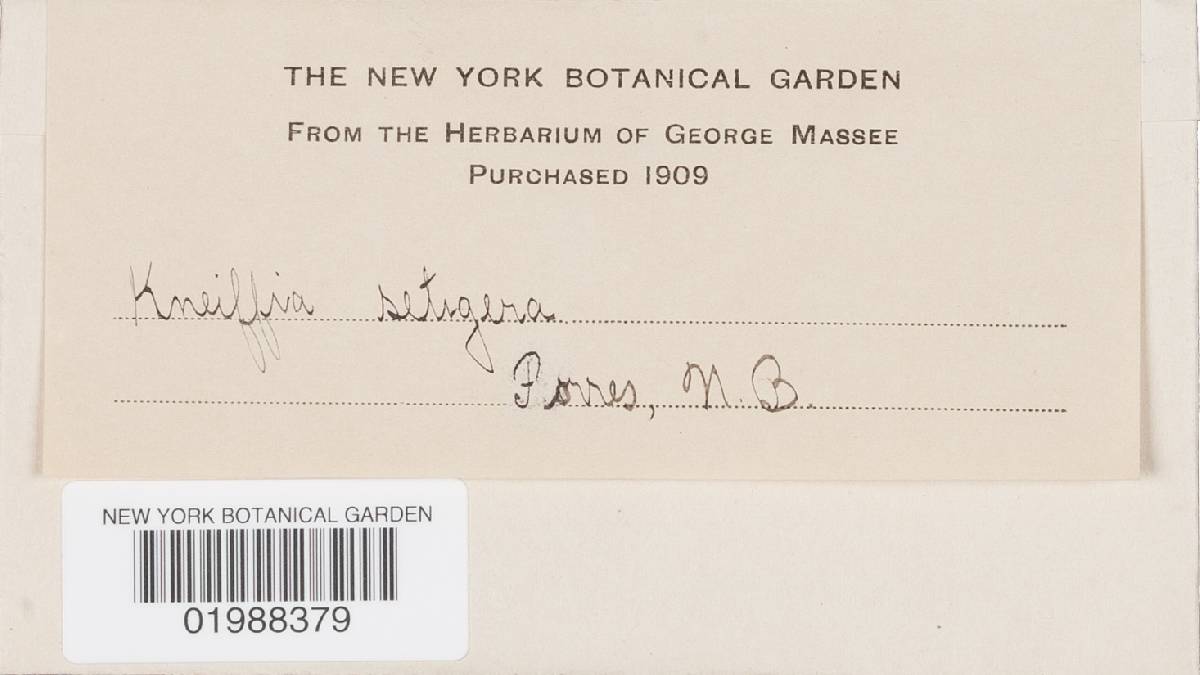 THE NEW YORK BOTANICAL GARDEN
FROM THE HERBARIUM OF GEORGE MASSEE
PURCHASED 1909
Kneiffia setigera
Forres, N. B.
NEW YORK BOTANICAL GARDEN
01988379